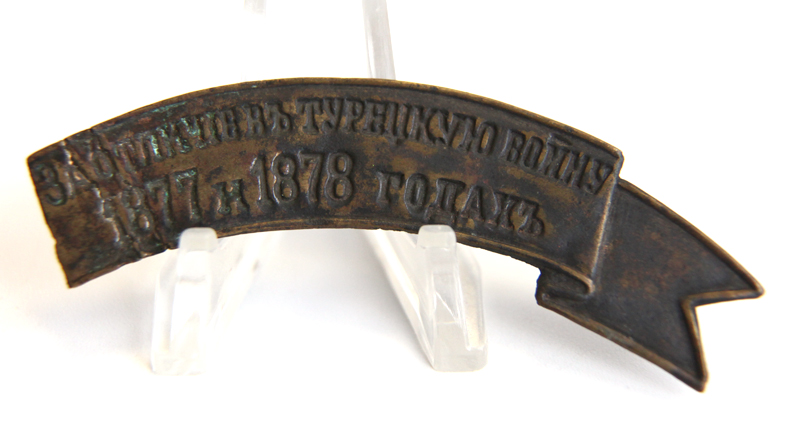 ЗА ОТЛИЧІЕ ВЪ ТУРЕЦКУЮ ВОЙНУ
1877 И 1878 ГОДАХЪ